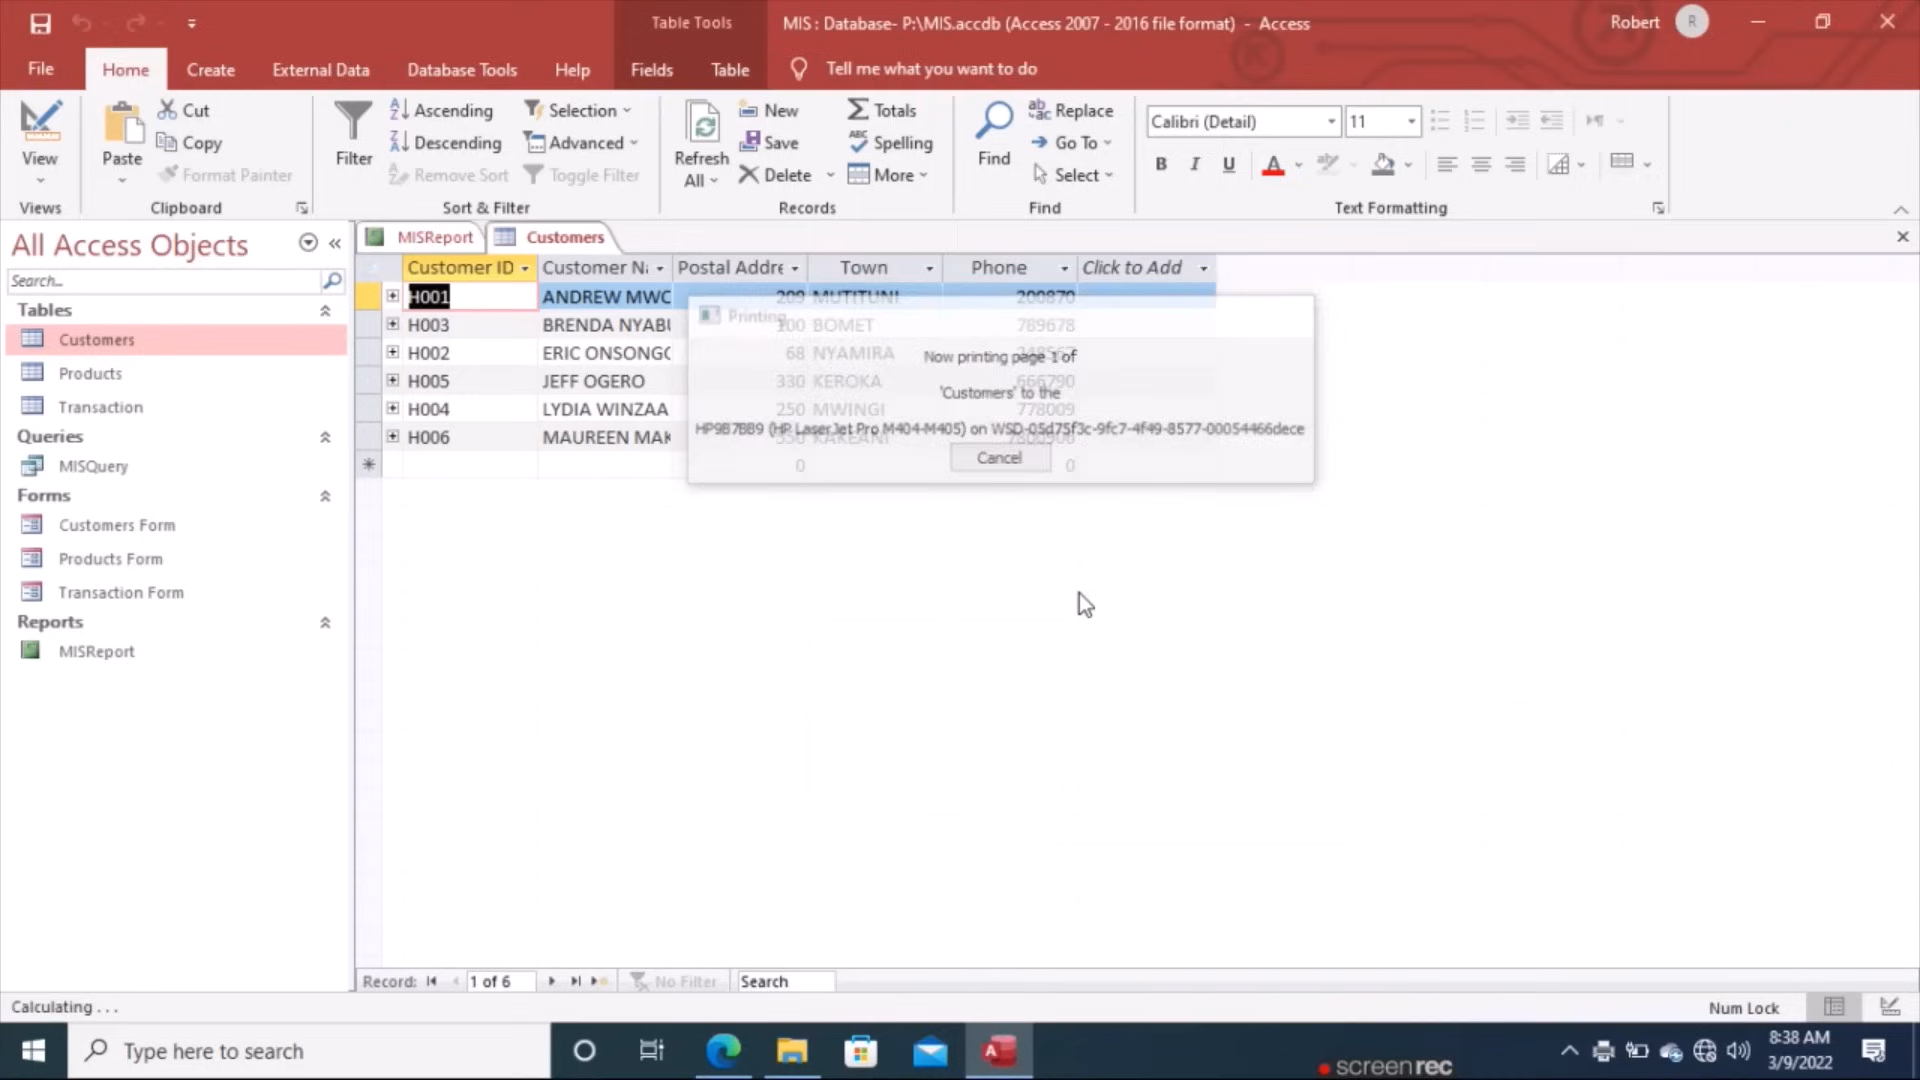 Table Tools
MIS : Database- P:\MIS.accdb (Access 2007 - 2016 file format) - Access
Robert R
File Home Create External Data Database Tools Help Fields Table Tell me what you want to do
View
Views
Paste
Cut
Copy
Format Painter
Clipboard
Filter
Ascending
Descending
Remove Sort
Selection
Advanced
Toggle Filter
Sort & Filter
Refresh
All
New
Save
Delete
Totals
Spelling
More
Records
Find
Replace
Go To
Select
Find
Calibri (Detail) 11
B I U A
Text Formatting
All Access Objects
Search...
Tables
Customers
Products
Transaction
Queries
MISQuery
Forms
Customers Form
Products Form
Transaction Form
Reports
MISReport
MISReport Customers
Customer ID Customer Na Postal Addre Town Phone Click to Add
H001 ANDREW MWO 209 MUTITUNI 200870
H003 BRENDA NYABU 100 BOMET 789678
H002 ERIC ONSONGO 68 NYAMIRA
H005 JEFF OGERO 330 KEROKA 666790
H004 LYDIA WINZAA 250 MWINGI 778009
H006 MAUREEN MAK KAKEANI
0 0
Printing
Now printing page 1 of
'Customers' to the
HP9B7BB9 (HP LaserJet Pro M404-M405) on WSD-05d75f3c-9fc7-4f49-8577-00054466dece
Cancel
Record: 1 of 6 No Filter Search
Calculating . . .
Num Lock
Type here to search
screenrec
8:38 AM
3/9/2022